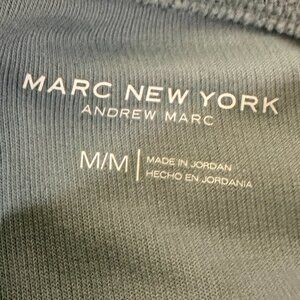 MARC NEW YORK
ANDREW MARC
M/M
MADE IN JORDAN
HECHO EN JORDANIA